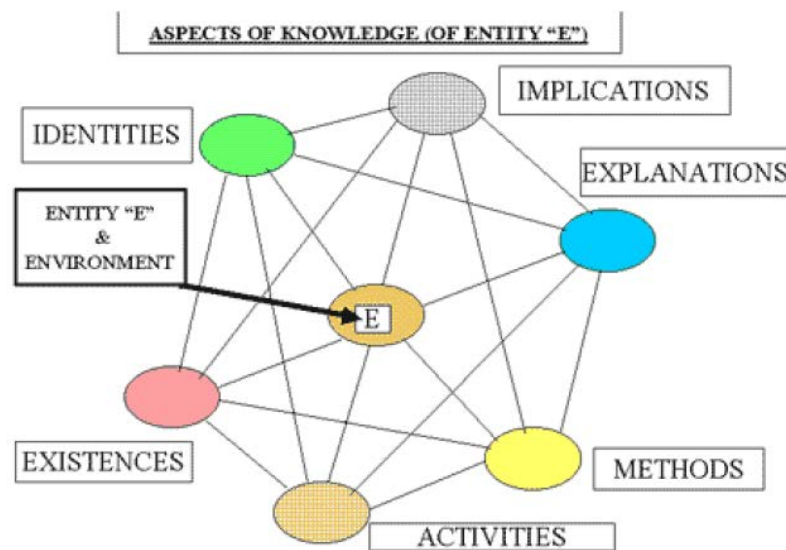 ASPECTS OF KNOWLEDGE (OF ENTITY “E”)
IMPLICATIONS
IDENTITIES
EXPLANATIONS
ENTITY “E”
&
ENVIRONMENT
E
EXISTENCES
METHODS
ACTIVITIES